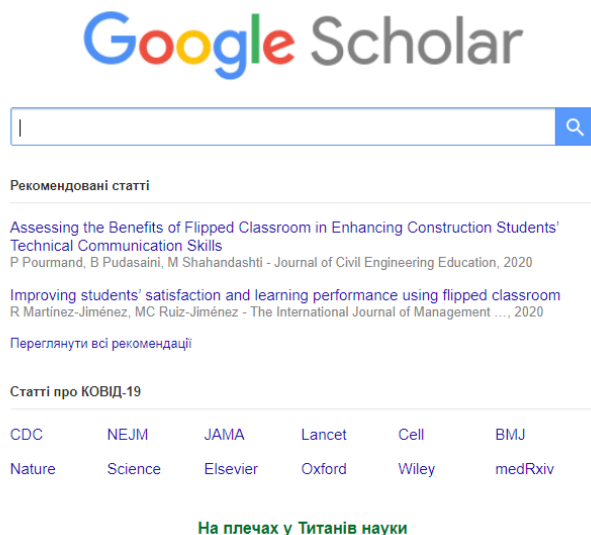 Google Scholar
Рекомендовані статті
Assessing the Benefits of Flipped Classroom in Enhancing Construction Students'
Technical Communication Skills
P Pourmand, B Pudasaini, M Shahandashti - Journal of Civil Engineering Education, 2020
Improving students' satisfaction and learning performance using flipped classroom
R Martínez-Jiménez, MC Ruiz-Jiménez - The International Journal of Management …, 2020
Переглянути всі рекомендації
Статті про КОВІД-19
CDC NEJM JAMA Lancet Cell BMJ
Nature Science Elsevier Oxford Wiley medRxiv
На плечах у Титанів науки